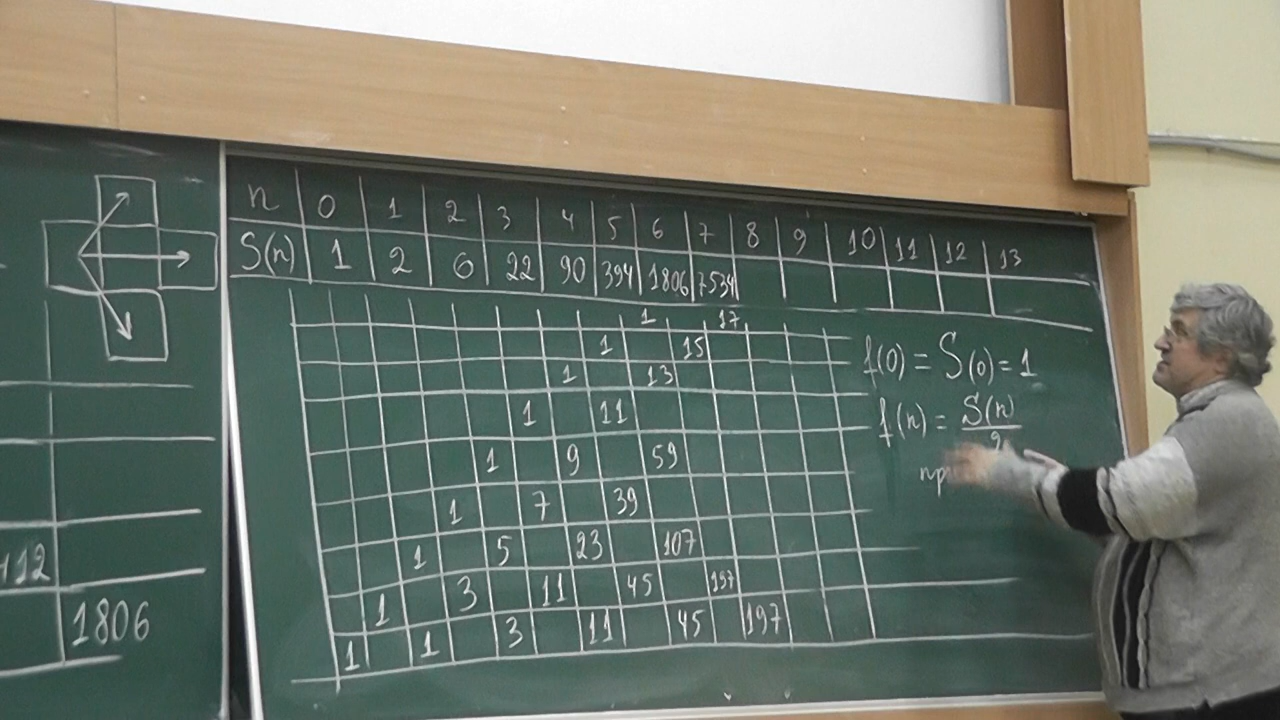 n 0 1 2 3 4 5 6 7 8 9 10 11 12 13
S(n) 1 2 6 22 90 394 1806 7534
1 17
1 15
1 13
1 11
1 9 59
1 7 39
1 5 23 107
1 3 11 45 197
1 1 3 11 45 197
f(0) = S(0) = 1
f(n) = S(n)
2
+12
1806